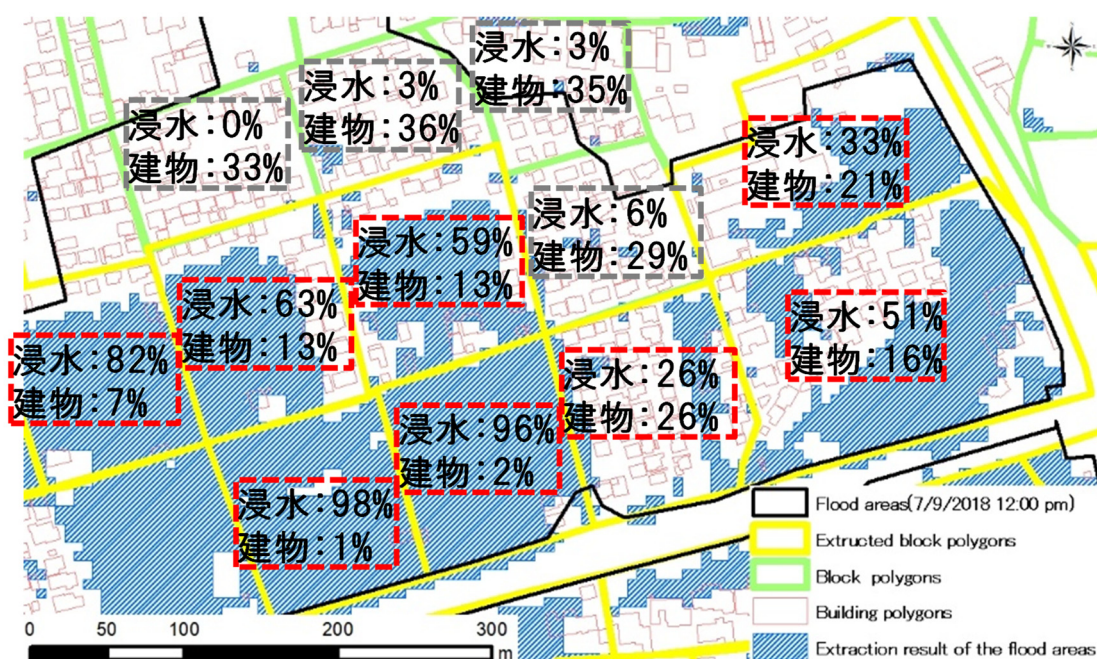 浸水:3%
建物:35%
浸水:3%
建物:36%
浸水:0%
建物:33%
浸水:33%
建物:21%
浸水:6%
建物:29%
浸水:59%
建物:13%
浸水:63%
建物:13%
浸水:51%
建物:16%
浸水:82%
建物:7%
浸水:26%
建物:26%
浸水:96%
建物:2%
浸水:98%
建物:1%
Flood areas(7/9/2018 12:00 pm)
Extructed block polygons
Block polygons
Building polygons
Extraction result of the flood areas
0 50 100 200 300
m